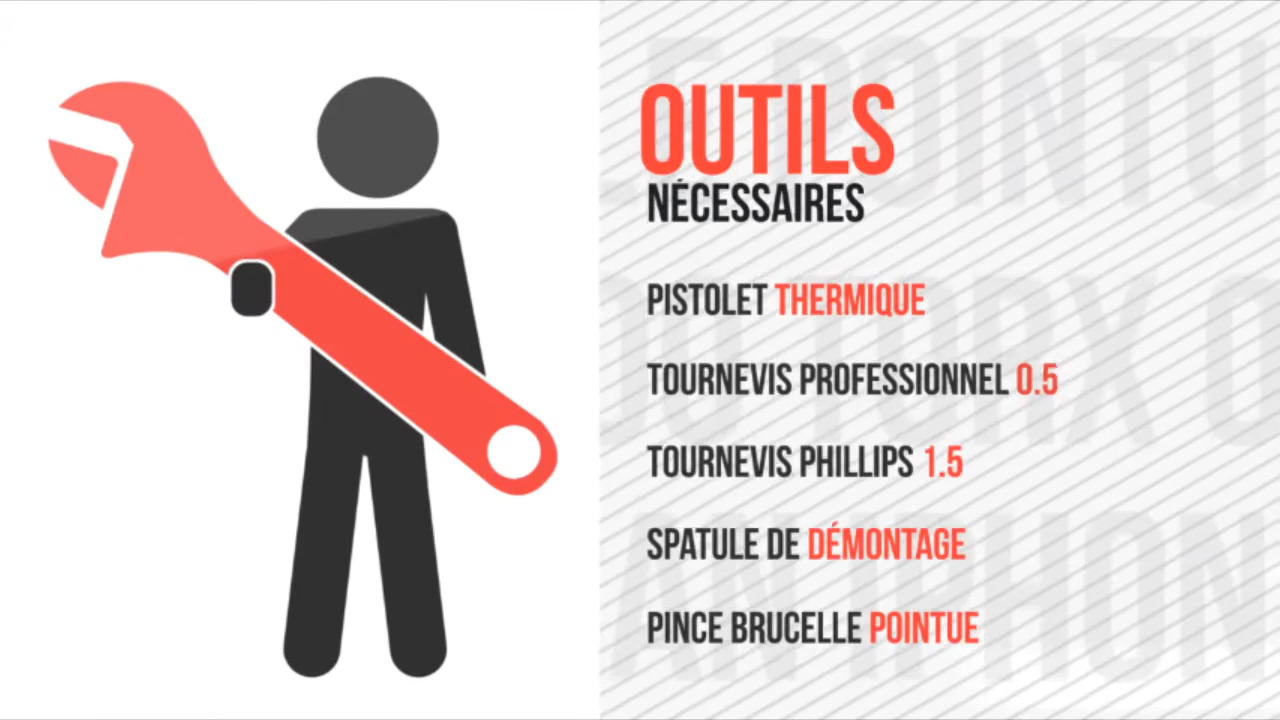 OUTILS
NÉCESSAIRES
PISTOLET THERMIQUE
TOURNEVIS PROFESSIONNEL 0.5
TOURNEVIS PHILLIPS 1.5
SPATULE DE DÉMONTAGE
PINCE BRUCELLE POINTUE